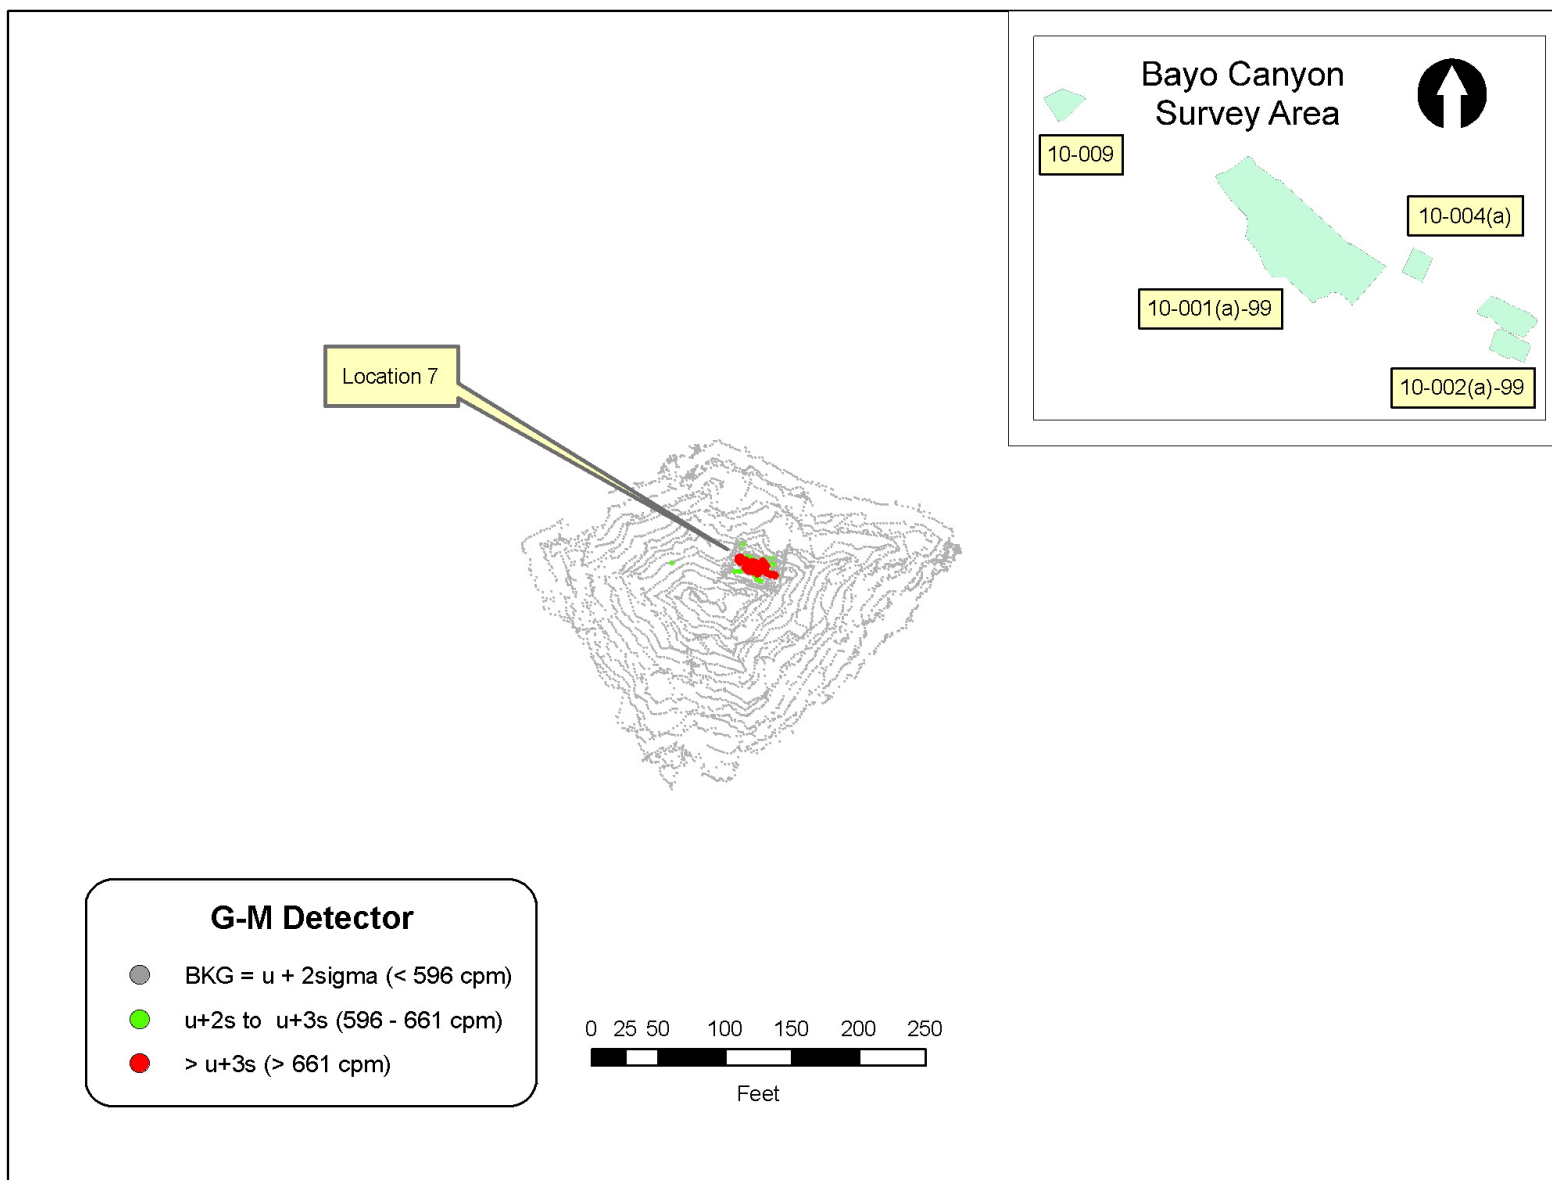 Bayo Canyon
Survey Area
10-009
10-004(a)
10-001(a)-99
10-002(a)-99
Location 7
G-M Detector
BKG = u + 2sigma (< 596 cpm)
u+2s to u+3s (596 - 661 cpm)
> u+3s (> 661 cpm)
0 25 50 100 150 200 250
Feet